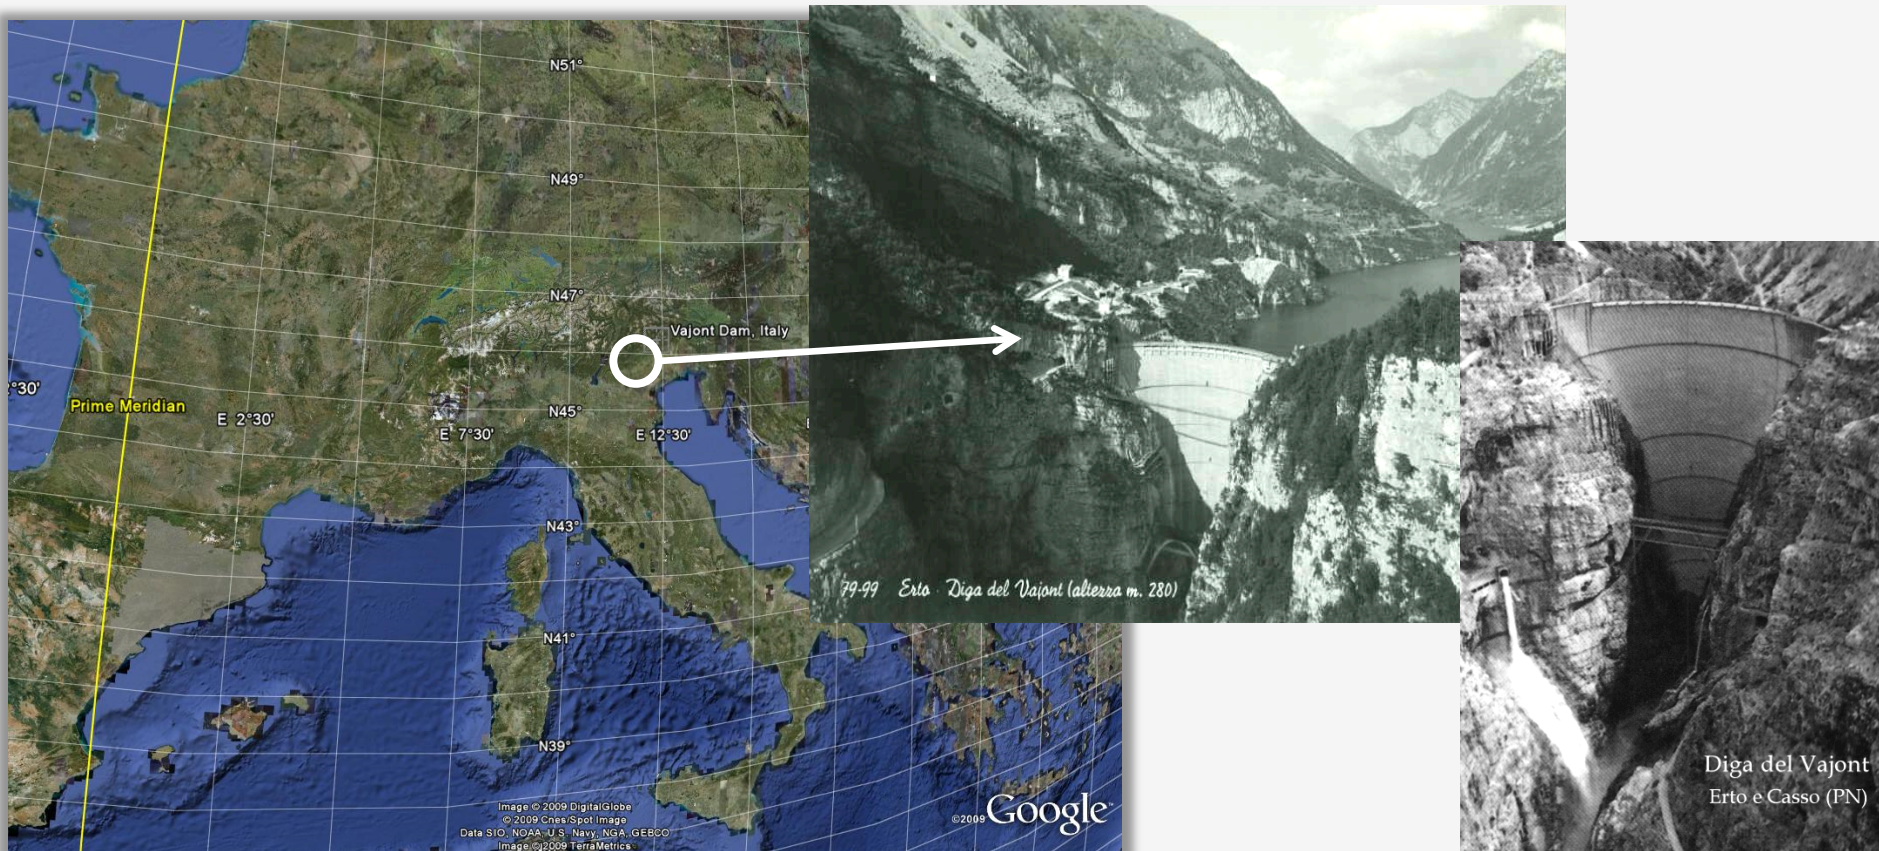 N51°
N49°
N47°
Vajont Dam, Italy
2°30'
Prime Meridian
E 2°30'
N45°
E 7°30'
E 12°30'
N43°
N41°
N39°
Image © 2009 DigitalGlobe
© 2009 Cnes/Spot Image
Data SIO, NOAA, U.S. Navy, NGA, GEBCO
Image © 2009 TerraMetrics
©2009 Google
79-99 Erto - Diga del Vajont (altezza m. 280)
Diga del Vajont
Erto e Casso (PN)